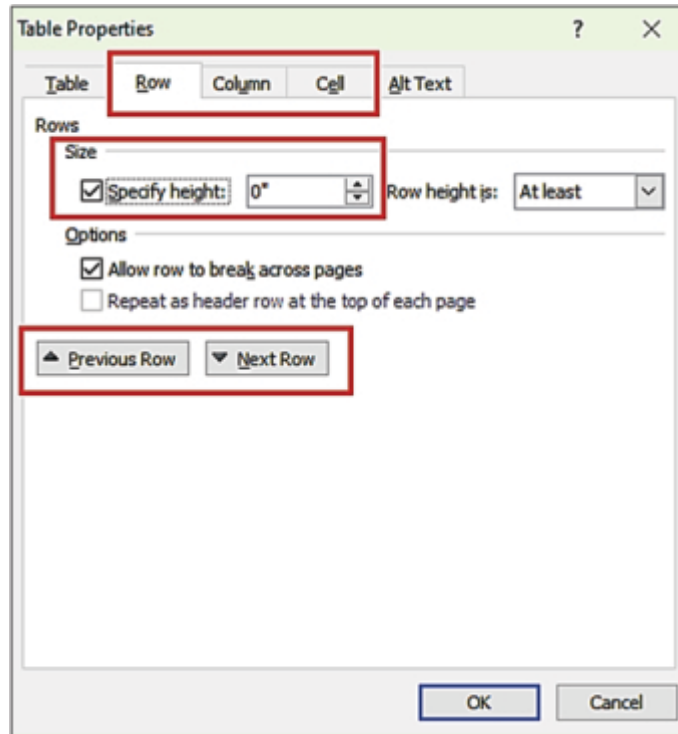 Table Properties ?
Table Row Column Cell Alt Text
Rows
Size
Specify height: 0" Row height is: At least
Options
Allow row to break across pages
Repeat as header row at the top of each page
Previous Row Next Row
OK Cancel